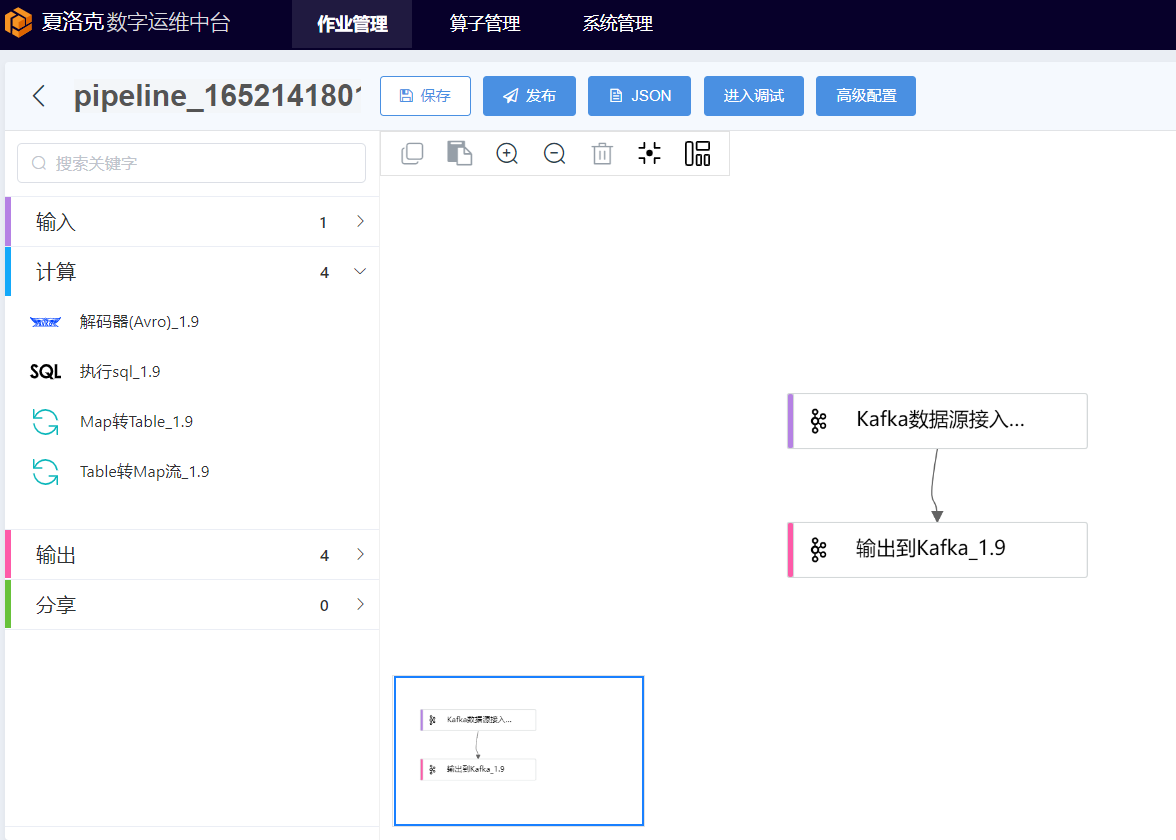 夏洛克数字运维中台 作业管理 算子管理 系统管理
pipeline_165214180 保存 发布 JSON 进入调试 高级配置
搜索关键字
输入 1
计算 4
解码器(Avro)_1.9
SQL 执行sql_1.9
Map转Table_1.9
Table转Map流_1.9
输出 4
分享 0
Kafka数据源接入...
输出到Kafka_1.9
Kafka数据源接入...
输出到Kafka_1.9